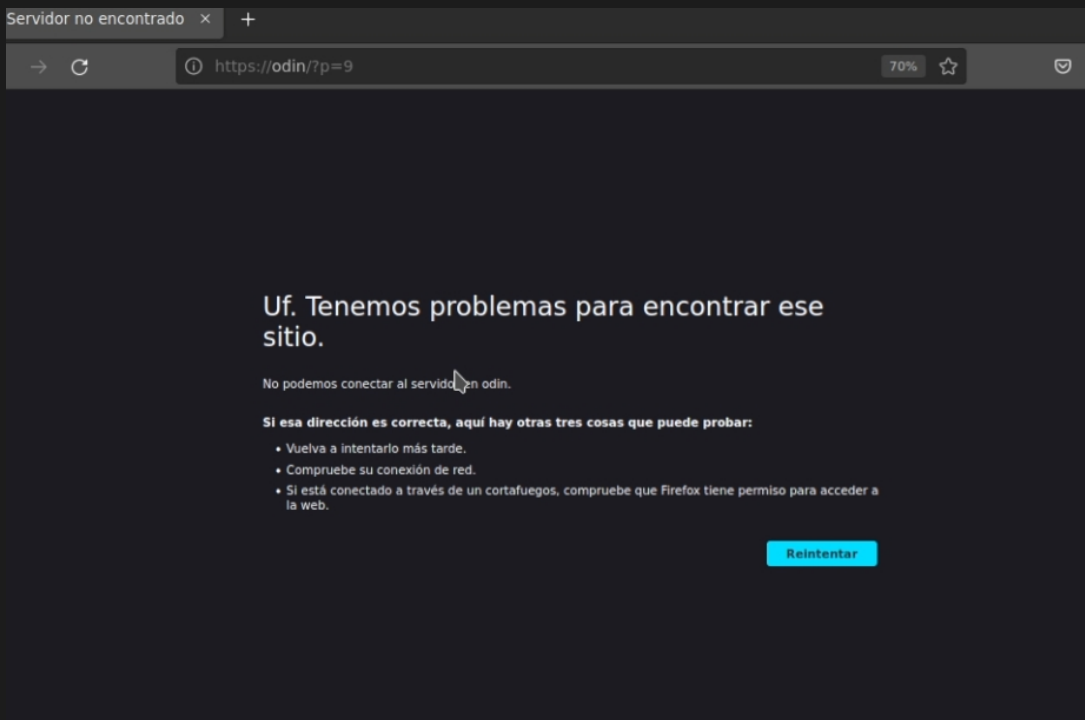 Servidor no encontrado
https://odin/?p=9
70%
Uf. Tenemos problemas para encontrar ese
sitio.
No podemos conectar al servidor en odin.
Si esa dirección es correcta, aquí hay otras tres cosas que puede probar:
• Vuelva a intentarlo más tarde.
• Compruebe su conexión de red.
• Si está conectado a través de un cortafuegos, compruebe que Firefox tiene permiso para acceder a
la web.
Reintentar